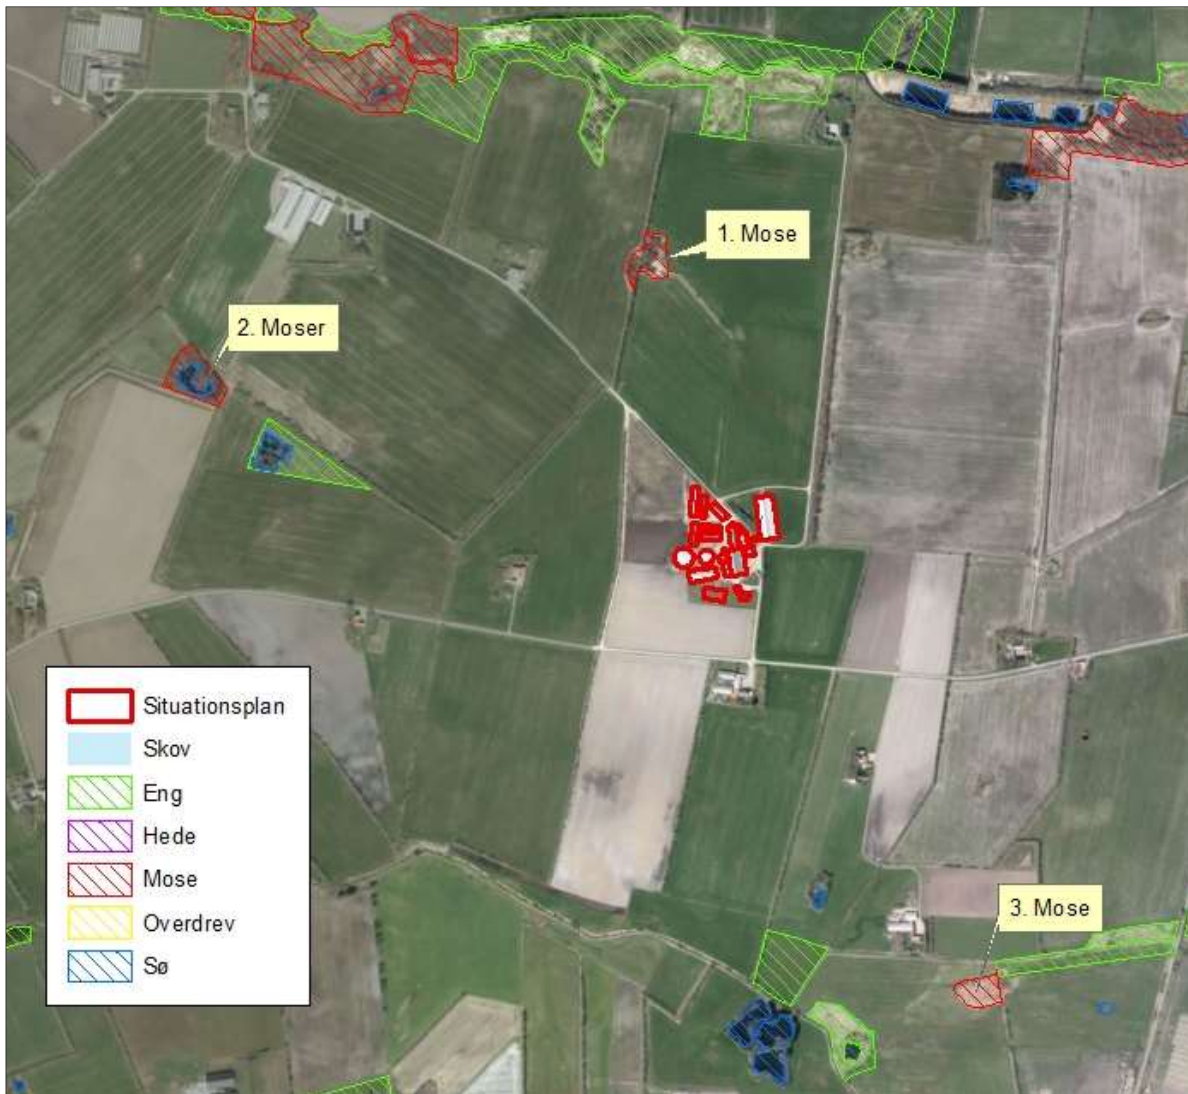 1. Mose
2. Moser
Situationsplan
Skov
Eng
Hede
Mose
Overdrev
Sø
3. Mose